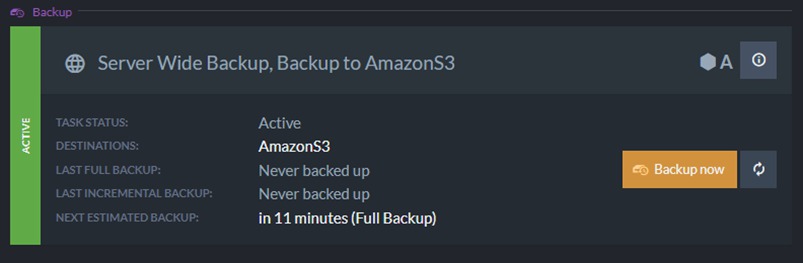 Backup
Server Wide Backup, Backup to AmazonS3
A
ACTIVE
TASK STATUS: Active
DESTINATIONS: AmazonS3
LAST FULL BACKUP: Never backed up
LAST INCREMENTAL BACKUP: Never backed up
NEXT ESTIMATED BACKUP: in 11 minutes (Full Backup)
Backup now